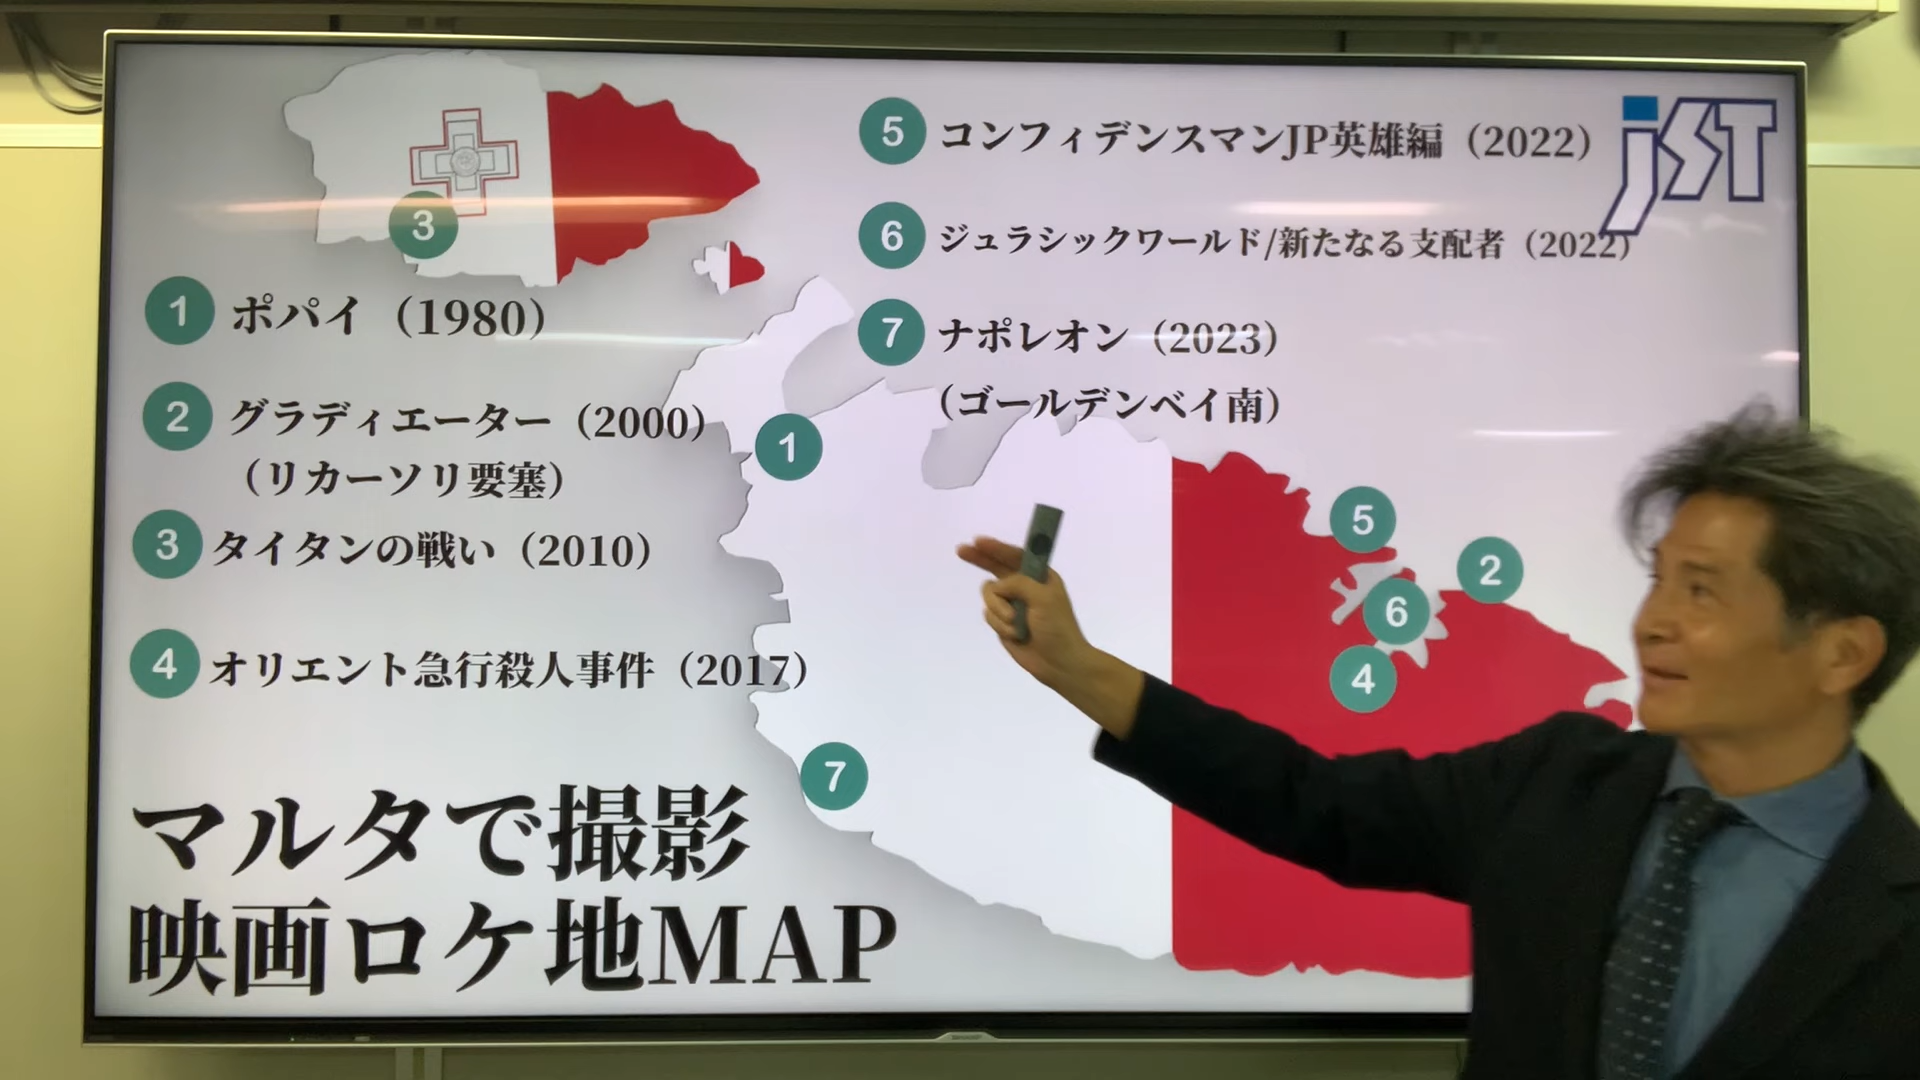 3
1 ポパイ（1980）
2 グラディエーター（2000）
（リカーソリ要塞）
3 タイタンの戦い（2010）
4 オリエント急行殺人事件（2017）
5 コンフィデンスマンJP英雄編（2022）
6 ジュラシックワールド/新たなる支配者（2022）
7 ナポレオン（2023）
（ゴールデンベイ南）
jST
1
5
2
6
4
7
マルタで撮影
映画ロケ地MAP